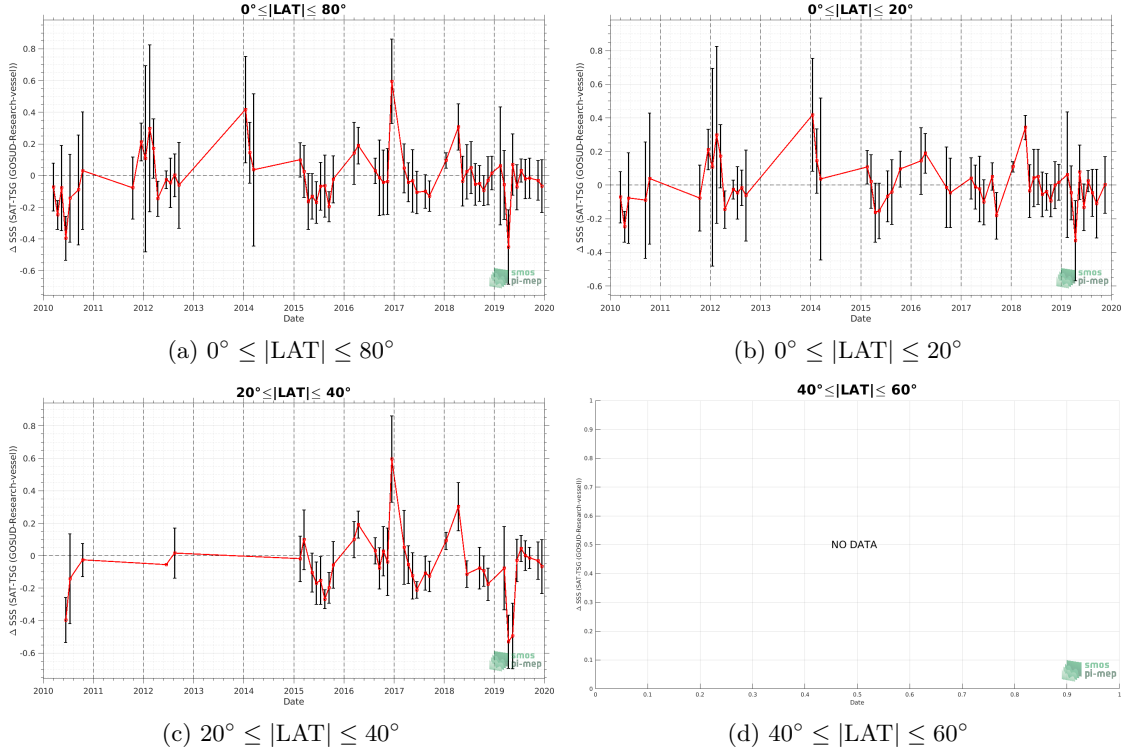 0°≤|LAT|≤ 80°
Δ SSS (SAT-TSG (GOSUD-Research-vessel))
0.8
0.6
0.4
0.2
0
-0.2
-0.4
-0.6
2010 2011 2012 2013 2014 2015 2016 2017 2018 2019 2020
Date
smos
pi-mep
(a) 0° ≤ |LAT| ≤ 80°
0°≤|LAT|≤ 20°
Δ SSS (SAT-TSG (GOSUD-Research-vessel))
0.8
0.6
0.4
0.2
0
-0.2
-0.4
-0.6
2010 2011 2012 2013 2014 2015 2016 2017 2018 2019 2020
Date
smos
pi-mep
(b) 0° ≤ |LAT| ≤ 20°
20°≤|LAT|≤ 40°
Δ SSS (SAT-TSG (GOSUD-Research-vessel))
0.8
0.6
0.4
0.2
0
-0.2
-0.4
-0.6
2010 2011 2012 2013 2014 2015 2016 2017 2018 2019 2020
Date
smos
pi-mep
(c) 20° ≤ |LAT| ≤ 40°
40°≤|LAT|≤ 60°
Δ SSS (SAT-TSG (GOSUD-Research-vessel))
1
0.9
0.8
0.7
0.6
0.5
0.4
0.3
0.2
0.1
0
NO DATA
0 0.1 0.2 0.3 0.4 0.5 0.6 0.7 0.8 0.9 1
Date
smos
pi-mep
(d) 40° ≤ |LAT| ≤ 60°